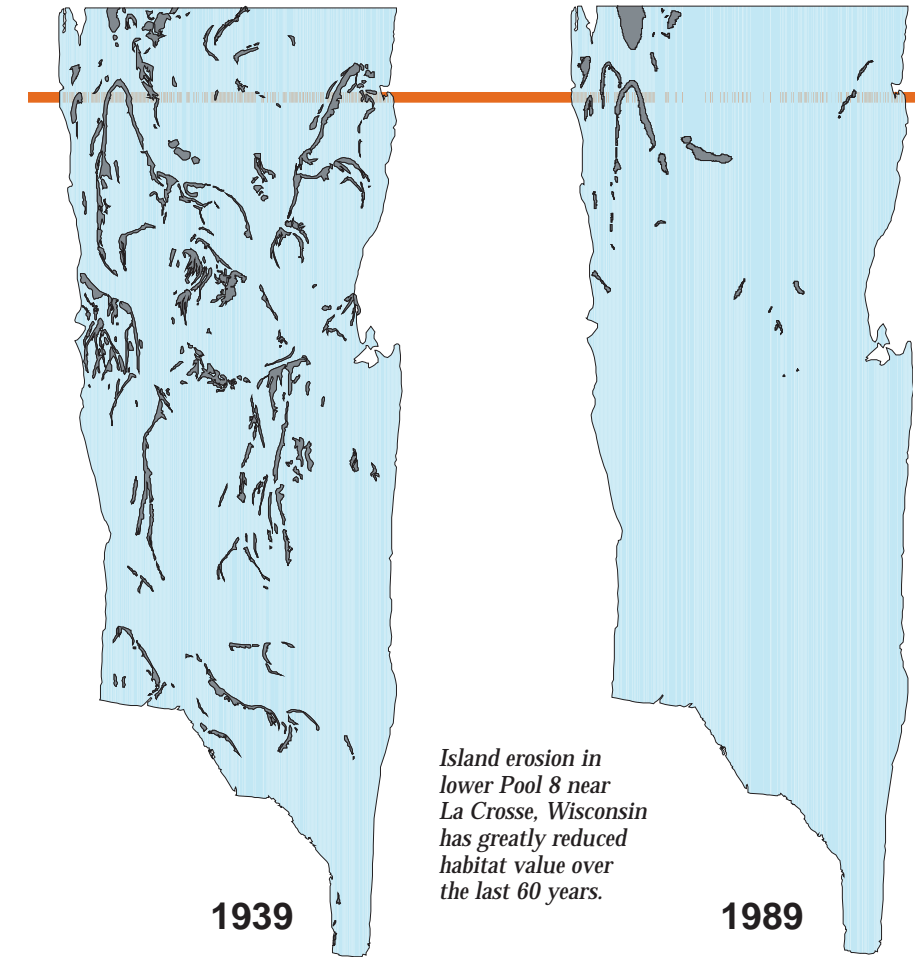 Island erosion in
lower Pool 8 near
La Crosse, Wisconsin
has greatly reduced
habitat value over
the last 60 years.
1939
1989